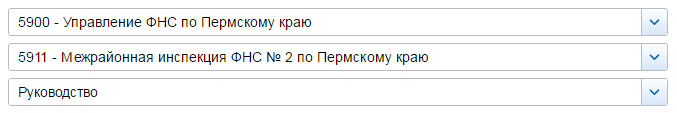 5900 - Управление ФНС по Пермскому краю
5911 - Межрайонная инспекция ФНС № 2 по Пермскому краю
Руководство